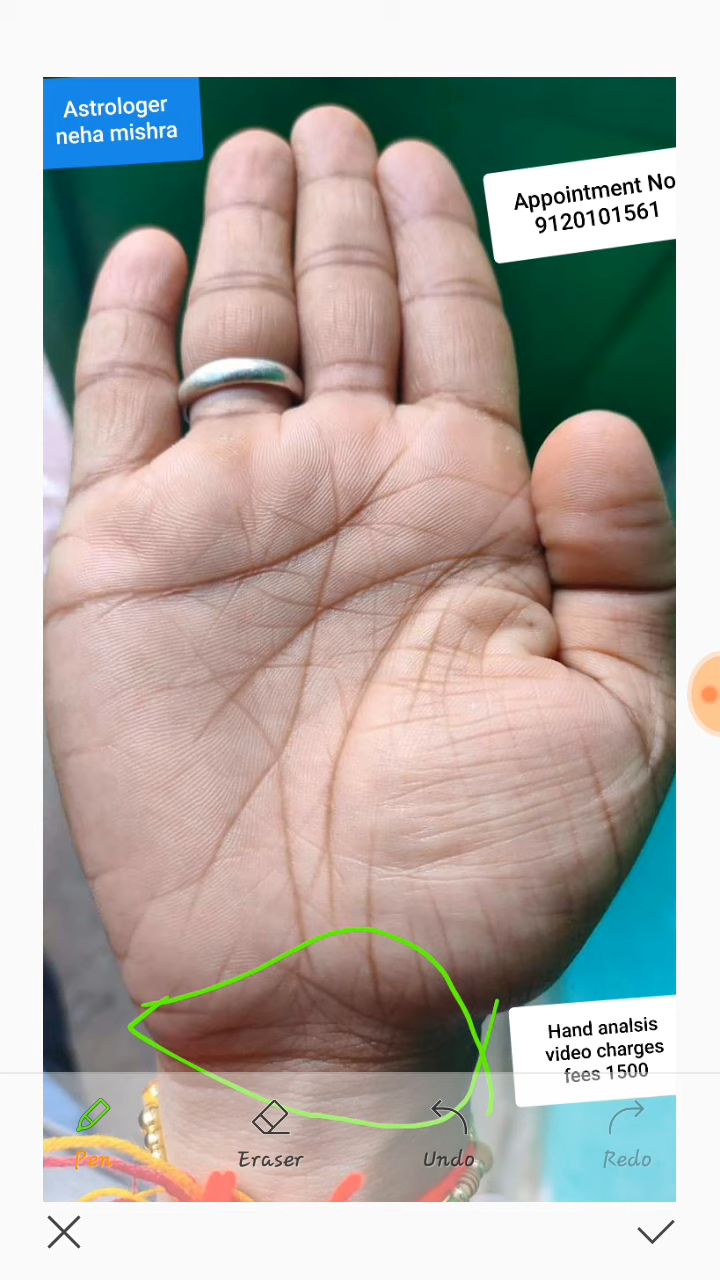 Astrologer
neha mishra
Appointment No
9120101561
Hand analsis
video charges
fees 1500
Pen
Eraser
Undo
Redo